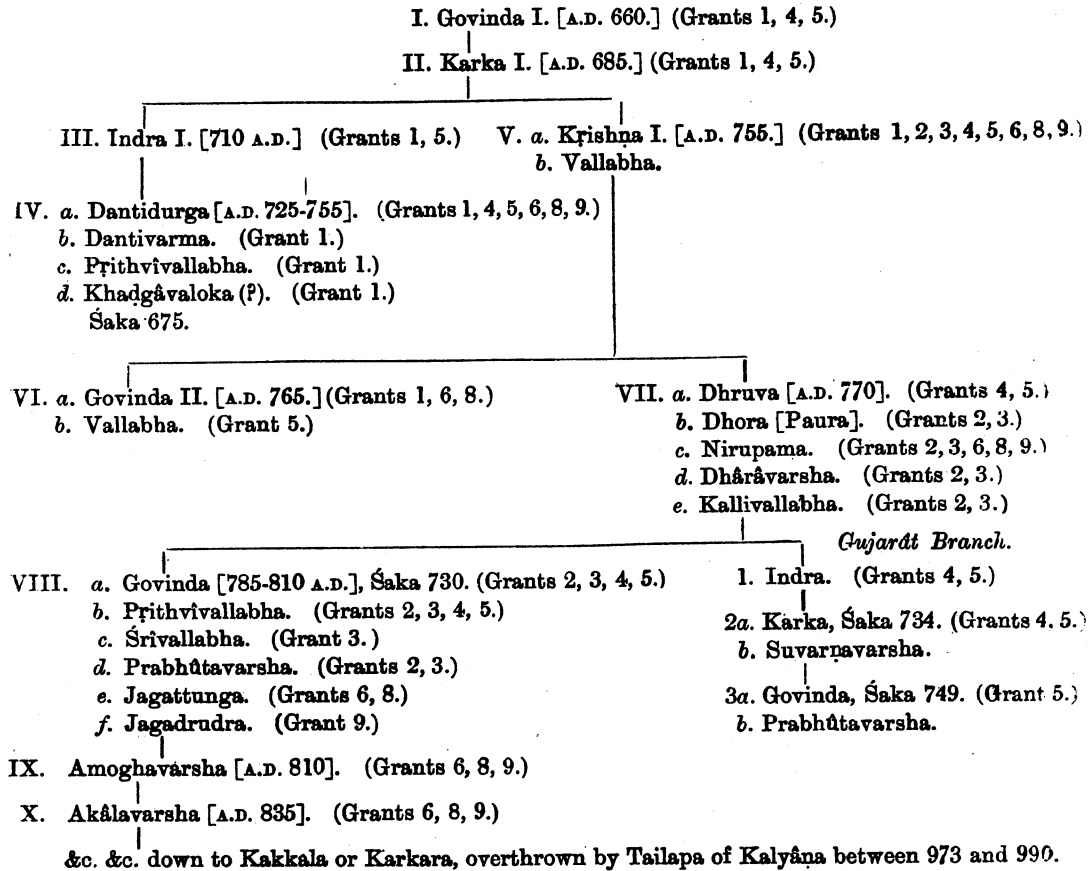 I. Govinda I. [A.D. 660.] (Grants 1, 4, 5.)
II. Karka I. [A.D. 685.] (Grants 1, 4, 5.)
III. Indra I. [710 A.D.] (Grants 1, 5.)
V. a. Kṛishṇa I. [A.D. 755.] (Grants 1, 2, 3, 4, 5, 6, 8, 9.)
b. Vallabha.
IV. a. Dantidurga [A.D. 725-755]. (Grants 1, 4, 5, 6, 8, 9.)
b. Dantivarma. (Grant 1.)
c. Pṛithvîvallabha. (Grant 1.)
d. Khaḍgâvaloka (?). (Grant 1.)
Śaka 675.
VI. a. Govinda II. [A.D. 765.] (Grants 1, 6, 8.)
b. Vallabha. (Grant 5.)
VII. a. Dhruva [A.D. 770]. (Grants 4, 5.)
b. Dhora [Paura]. (Grants 2, 3.)
c. Nirupama. (Grants 2, 3, 6, 8, 9.)
d. Dhârâvarsha. (Grants 2, 3.)
e. Kallivallabha. (Grants 2, 3.)
VIII. a. Govinda [785-810 A.D.], Śaka 730. (Grants 2, 3, 4, 5.)
b. Pṛithvîvallabha. (Grants 2, 3, 4, 5.)
c. Śrîvallabha. (Grant 3.)
d. Prabhûtavarsha. (Grants 2, 3.)
e. Jagattunga. (Grants 6, 8.)
f. Jagadrudra. (Grant 9.)
Gujarât Branch.
1. Indra. (Grants 4, 5.)
2a. Karka, Śaka 734. (Grants 4, 5.)
b. Suvarṇavarsha.
3a. Govinda, Śaka 749. (Grant 5.)
b. Prabhûtavarsha.
IX. Amoghavarsha [A.D. 810]. (Grants 6, 8, 9.)
X. Akâlavarsha [A.D. 835]. (Grants 6, 8, 9.)
&c. &c. down to Kakkala or Karkara, overthrown by Tailapa of Kalyâṇa between 973 and 990.